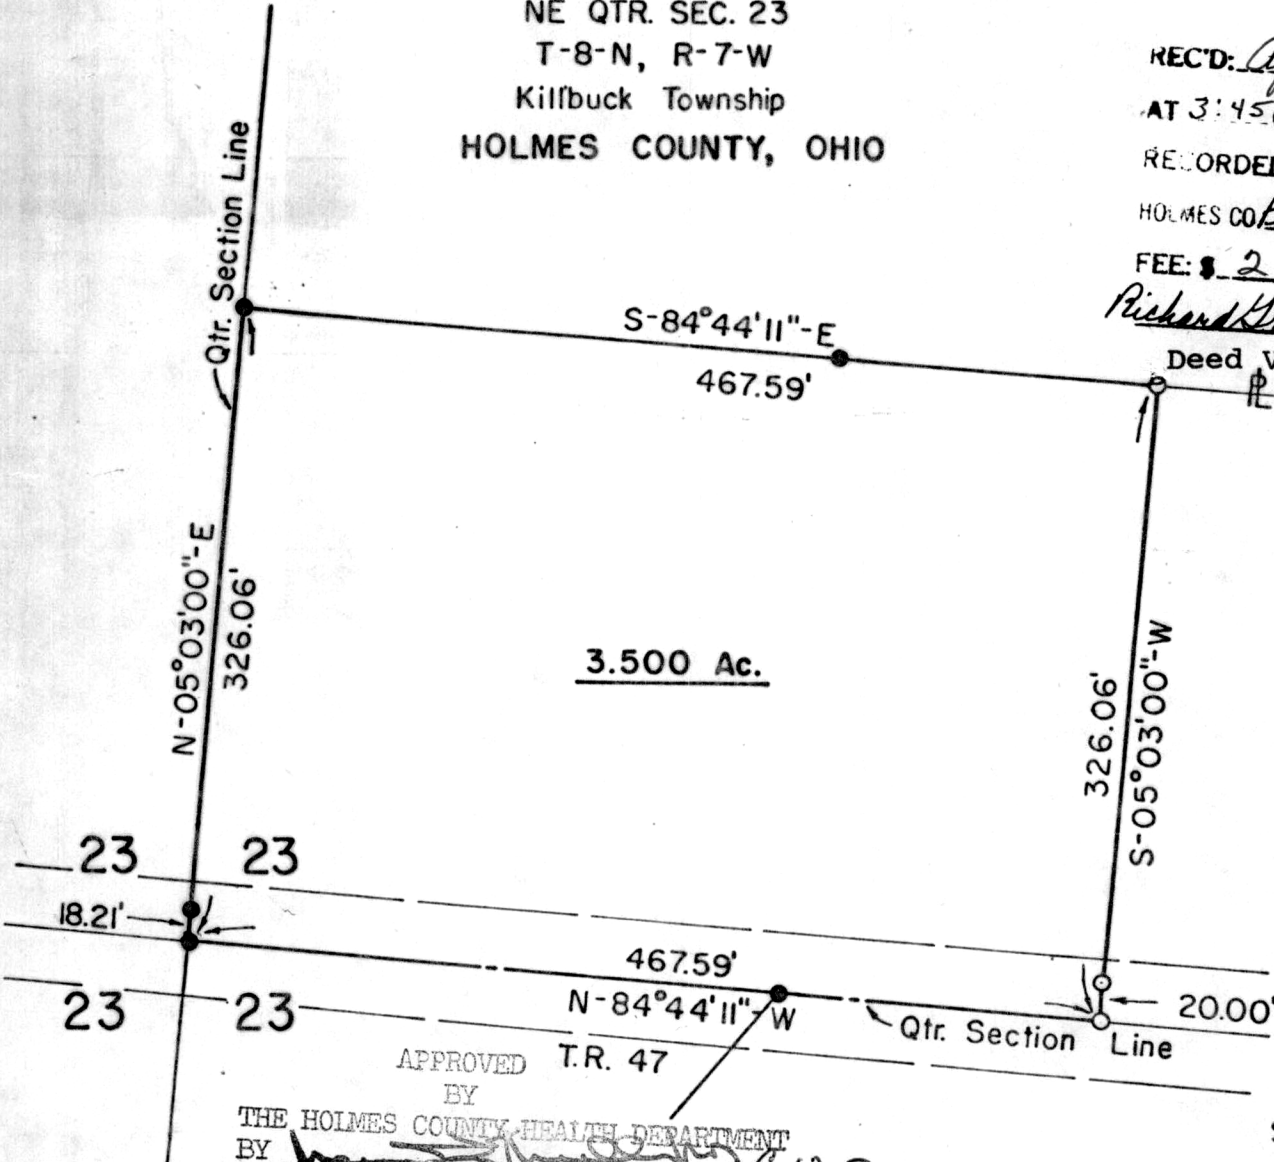 NE QTR. SEC. 23
T-8-N, R-7-W
Killbuck Township
HOLMES COUNTY, OHIO
REC'D:
AT 3:45
RECORDED
HOLMES CO
FEE: $ 2
Richard
Deed V
PL
Qtr. Section Line
S-84°44'11"-E
467.59'
N-05°03'00"-E
326.06'
3.500 Ac.
326.06'
S-05°03'00"-W
23 23
18.21'
467.59'
N-84°44'11"-W
23 23
20.00'
Qtr. Section Line
T.R. 47
APPROVED
BY
THE HOLMES COUNTY HEALTH DEPARTMENT
BY